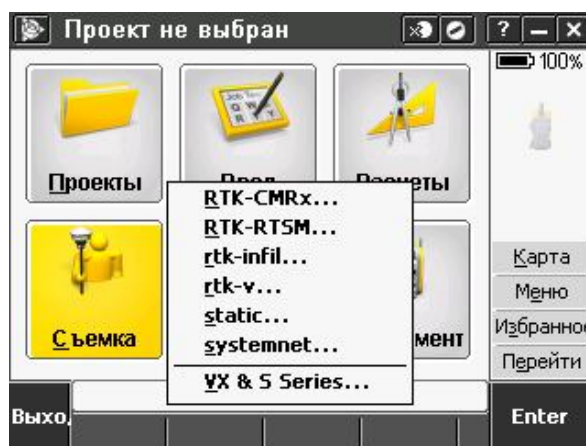 Проект не выбран
?
100%
Проекты
Расчеты
RTK-CMRx...
RTK-RTSM...
rtk-infil...
rtk-v...
static...
systemnet...
VX & S Series...
Съемка
мент
Карта
Меню
Избранное
Перейти
Выхо
Enter